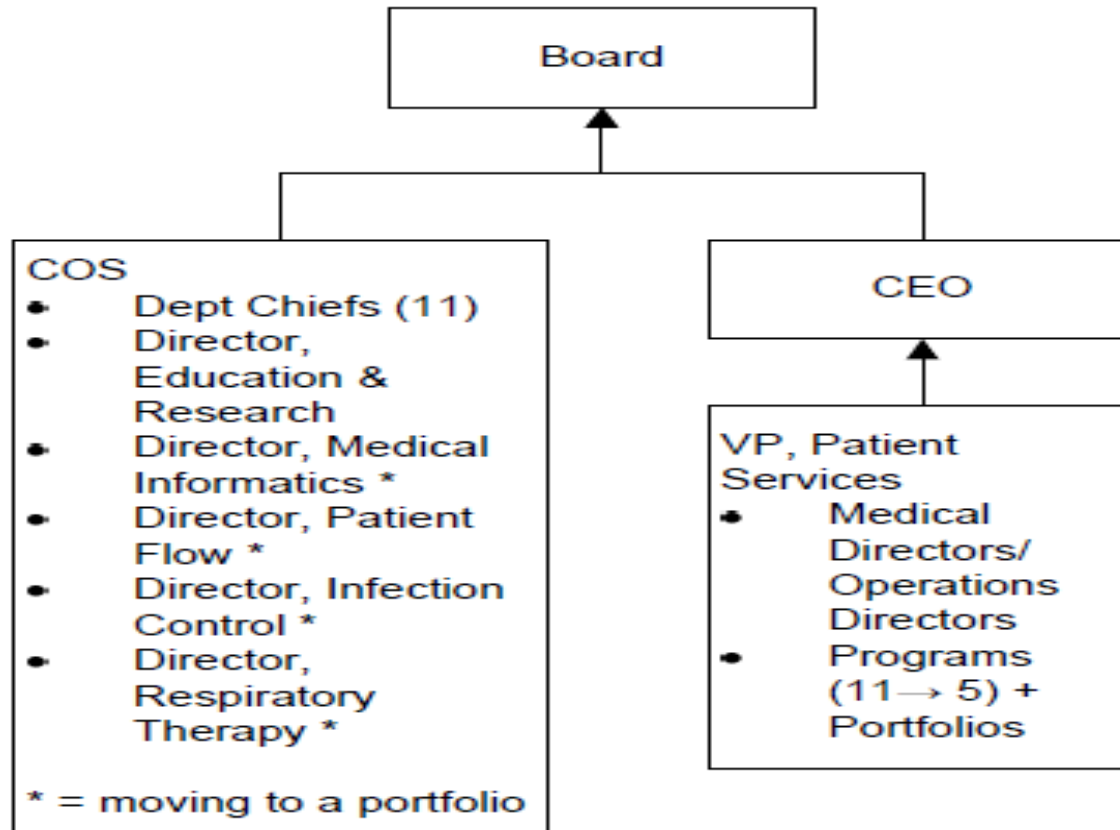 Board
COS
• Dept Chiefs (11)
• Director,
Education &
Research
• Director, Medical
Informatics *
• Director, Patient
Flow *
• Director, Infection
Control *
• Director,
Respiratory
Therapy *
* = moving to a portfolio
CEO
VP, Patient
Services
• Medical
Directors/
Operations
Directors
• Programs
(11→ 5) +
Portfolios